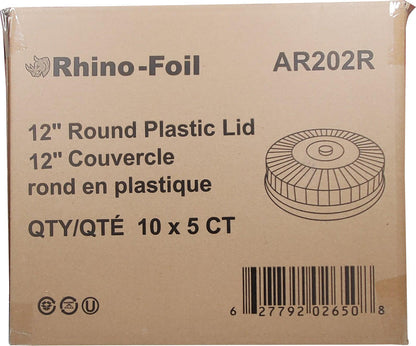 Rhino-Foil AR202R
12" Round Plastic Lid
12" Couvercle
rond en plastique
QTY/QTÉ 10 x 5 CT
U
6 27792 02650 8